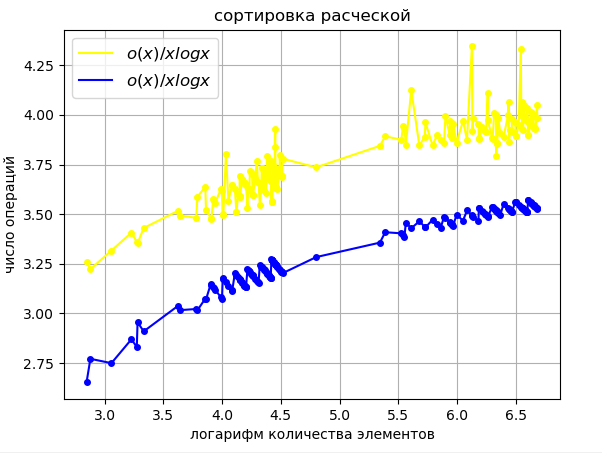 сортировка расческой
o(x)/xlogx
o(x)/xlogx
число операций
4.25
4.00
3.75
3.50
3.25
3.00
2.75
3.0 3.5 4.0 4.5 5.0 5.5 6.0 6.5
логарифм количества элементов